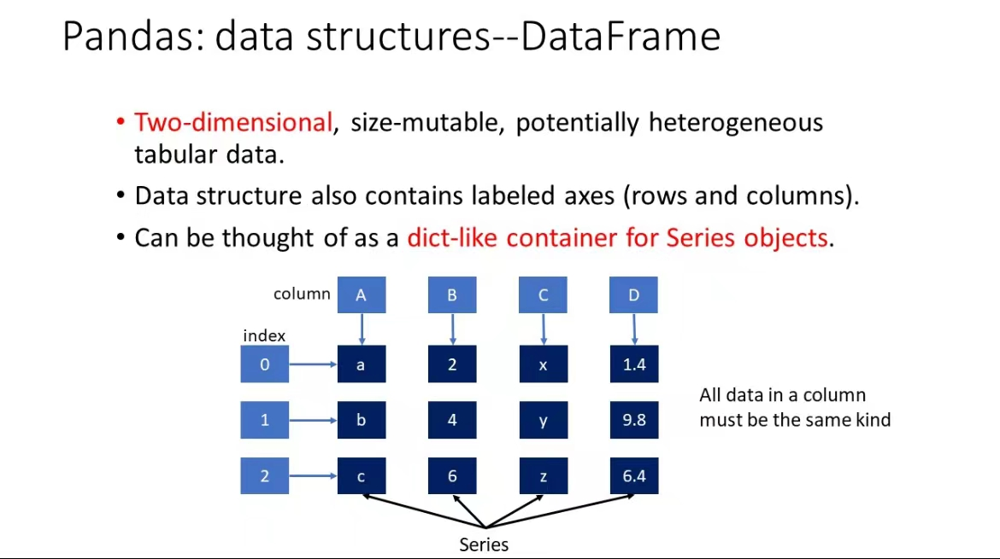 Pandas: data structures--DataFrame
• Two-dimensional, size-mutable, potentially heterogeneous
tabular data.
• Data structure also contains labeled axes (rows and columns).
• Can be thought of as a dict-like container for Series objects.
column A B C D
index
0 a 2 x 1.4
All data in a column
1 b 4 y 9.8
must be the same kind
2 c 6 z 6.4
Series